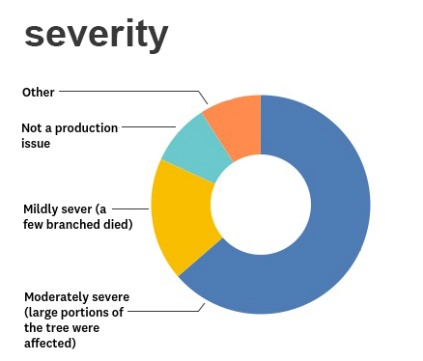 severity
Other
Not a production
issue
Mildly sever (a
few branched died)
Moderately severe
(large portions of
the tree were
affected)